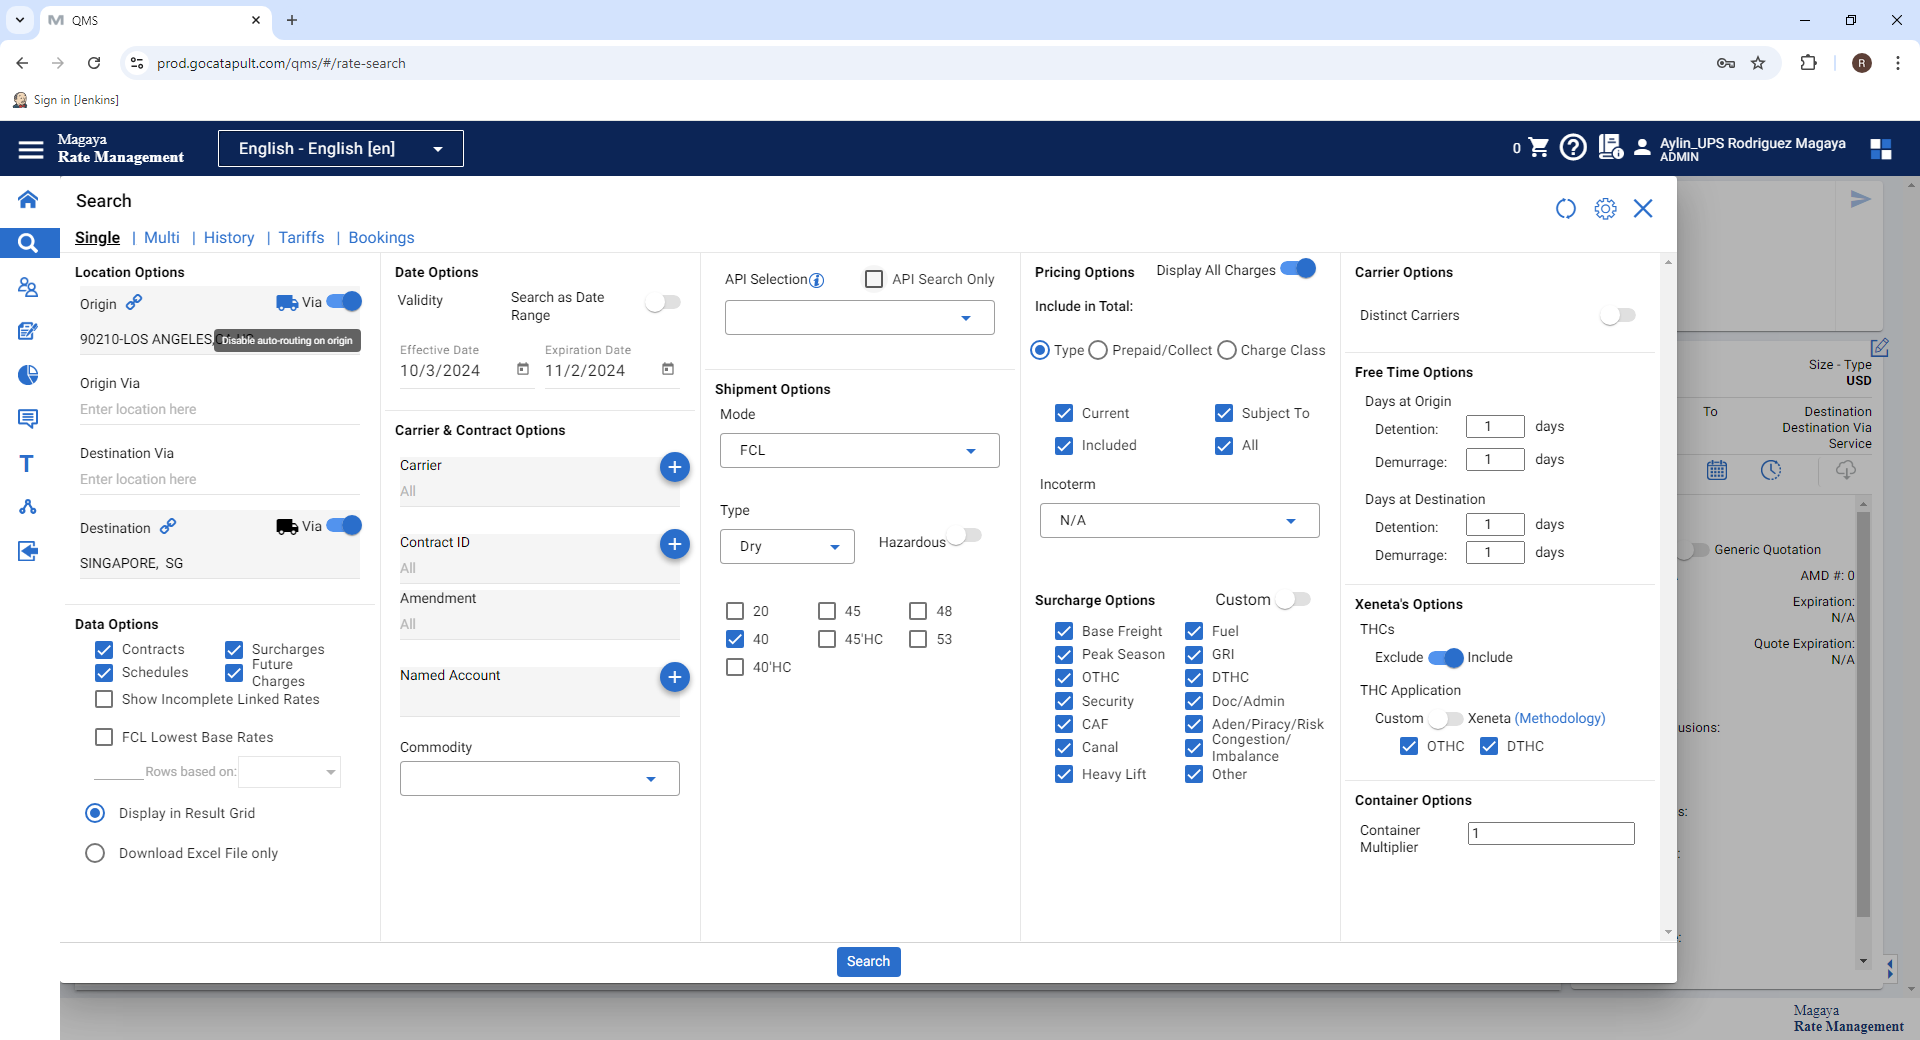 QMS
prod.gocatapult.com/qms/#/rate-search
R
Sign in [Jenkins]
Magaya
Rate Management
English - English [en]
0
Aylin_UPS Rodriguez Magaya
ADMIN
Search
Single | Multi | History | Tariffs | Bookings
Location Options
Origin
Via
90210-LOS ANGELES,
Disable auto-routing on origin
Origin Via
Enter location here
Destination Via
Enter location here
Destination
Via
SINGAPORE, SG
Data Options
Contracts
Surcharges
Schedules
Future Charges
Show Incomplete Linked Rates
FCL Lowest Base Rates
Rows based on:
Display in Result Grid
Download Excel File only
Date Options
Validity
Search as Date Range
Effective Date
10/3/2024
Expiration Date
11/2/2024
Carrier & Contract Options
Carrier
All
Contract ID
All
Amendment
All
Named Account
Commodity
API Selection
API Search Only
Shipment Options
Mode
FCL
Type
Dry
Hazardous
20
45
48
40
45'HC
53
40'HC
Pricing Options
Display All Charges
Include in Total:
Type
Prepaid/Collect
Charge Class
Current
Subject To
Included
All
Incoterm
N/A
Surcharge Options
Custom
Base Freight
Fuel
Peak Season
GRI
OTHC
DTHC
Security
Doc/Admin
CAF
Aden/Piracy/Risk
Canal
Congestion/
Imbalance
Heavy Lift
Other
Carrier Options
Distinct Carriers
Free Time Options
Days at Origin
Detention: 1 days
Demurrage: 1 days
Days at Destination
Detention: 1 days
Demurrage: 1 days
Xeneta's Options
THCs
Exclude
Include
THC Application
Custom
Xeneta (Methodology)
OTHC
DTHC
Container Options
Container
Multiplier
1
Search
Size - Type
USD
To
Destination
Destination Via
Service
Generic Quotation
AMD #: 0
Expiration:
N/A
Quote Expiration:
N/A
usions:
s:
Magaya
Rate Management